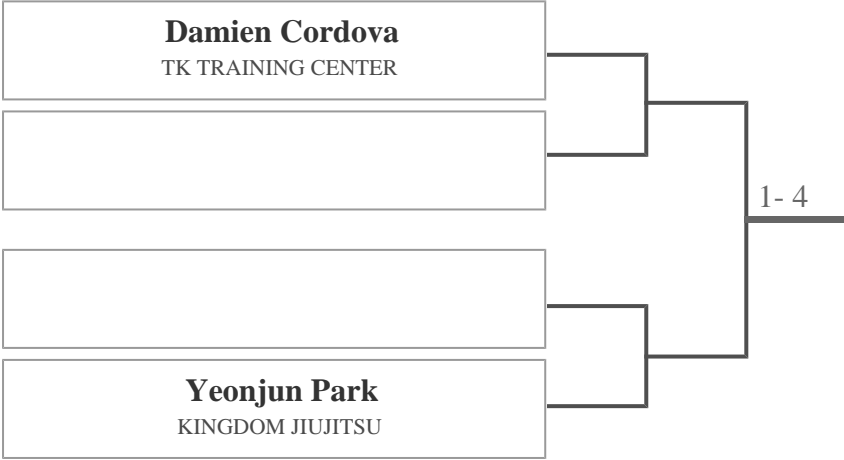 Damien Cordova
TK TRAINING CENTER
1- 4
Yeonjun Park
KINGDOM JIUJITSU